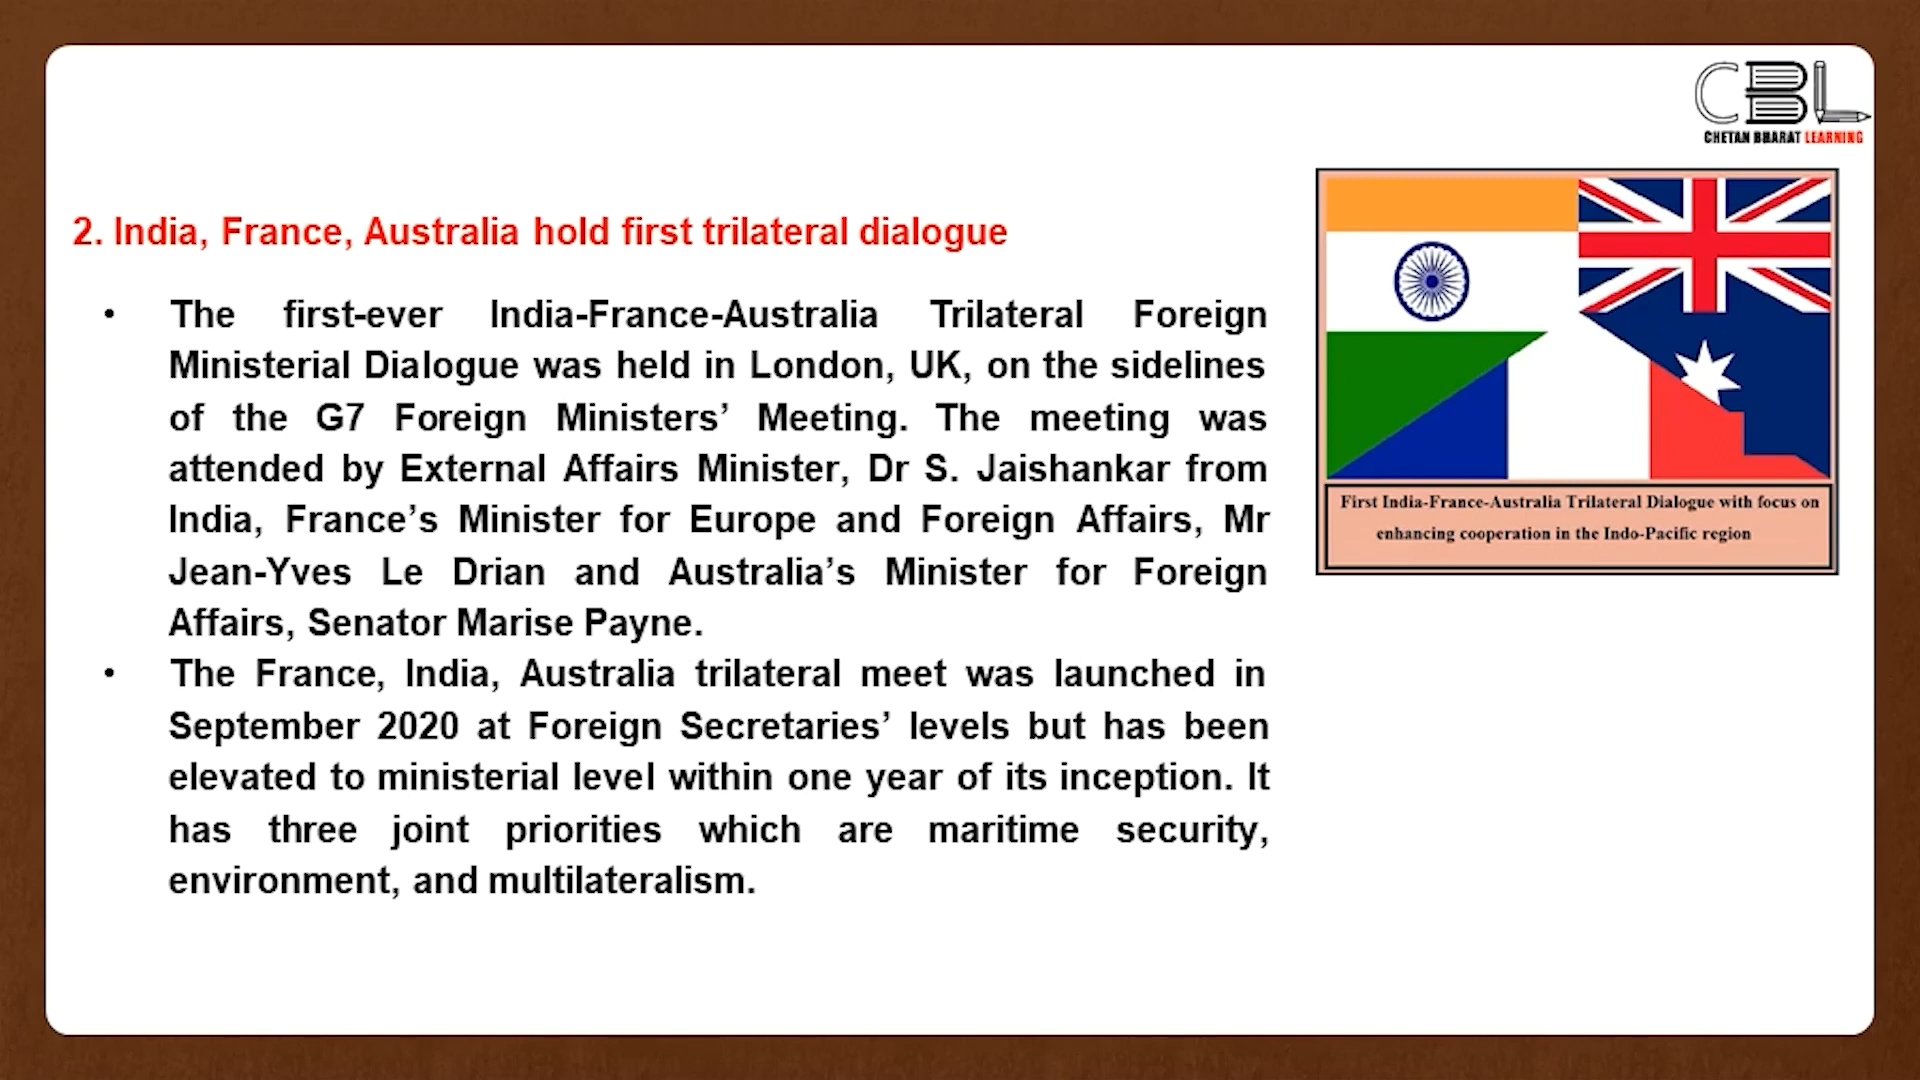 CBL
CHETAN BHARAT LEARNING
2. India, France, Australia hold first trilateral dialogue
• The first-ever India-France-Australia Trilateral Foreign
Ministerial Dialogue was held in London, UK, on the sidelines
of the G7 Foreign Ministers’ Meeting. The meeting was
attended by External Affairs Minister, Dr S. Jaishankar from
India, France’s Minister for Europe and Foreign Affairs, Mr
Jean-Yves Le Drian and Australia’s Minister for Foreign
Affairs, Senator Marise Payne.
• The France, India, Australia trilateral meet was launched in
September 2020 at Foreign Secretaries’ levels but has been
elevated to ministerial level within one year of its inception. It
has three joint priorities which are maritime security,
environment, and multilateralism.
First India-France-Australia Trilateral Dialogue with focus on
enhancing cooperation in the Indo-Pacific region